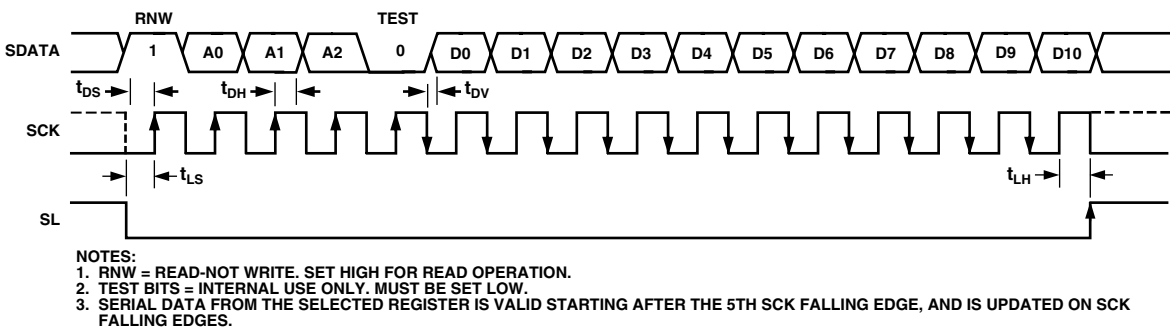 RNW TEST
SDATA 1 A0 A1 A2 0 D0 D1 D2 D3 D4 D5 D6 D7 D8 D9 D10
tDS tDH tDV
SCK
tLS tLH
SL
NOTES:
1. RNW = READ-NOT WRITE. SET HIGH FOR READ OPERATION.
2. TEST BITS = INTERNAL USE ONLY. MUST BE SET LOW.
3. SERIAL DATA FROM THE SELECTED REGISTER IS VALID STARTING AFTER THE 5TH SCK FALLING EDGE, AND IS UPDATED ON SCK
FALLING EDGES.